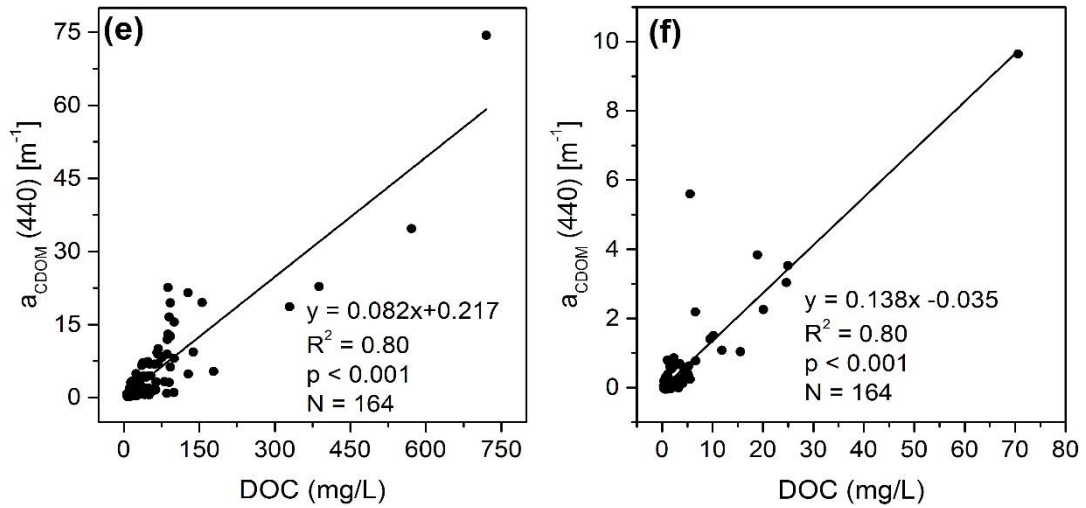 (e)
75
60
45
30
15
0
a_CDOM (440) [m⁻¹]
y = 0.082x+0.217
R² = 0.80
p < 0.001
N = 164
0 150 300 450 600 750
DOC (mg/L)
(f)
10
8
6
4
2
0
a_CDOM (440) [m⁻¹]
y = 0.138x -0.035
R² = 0.80
p < 0.001
N = 164
0 10 20 30 40 50 60 70 80
DOC (mg/L)